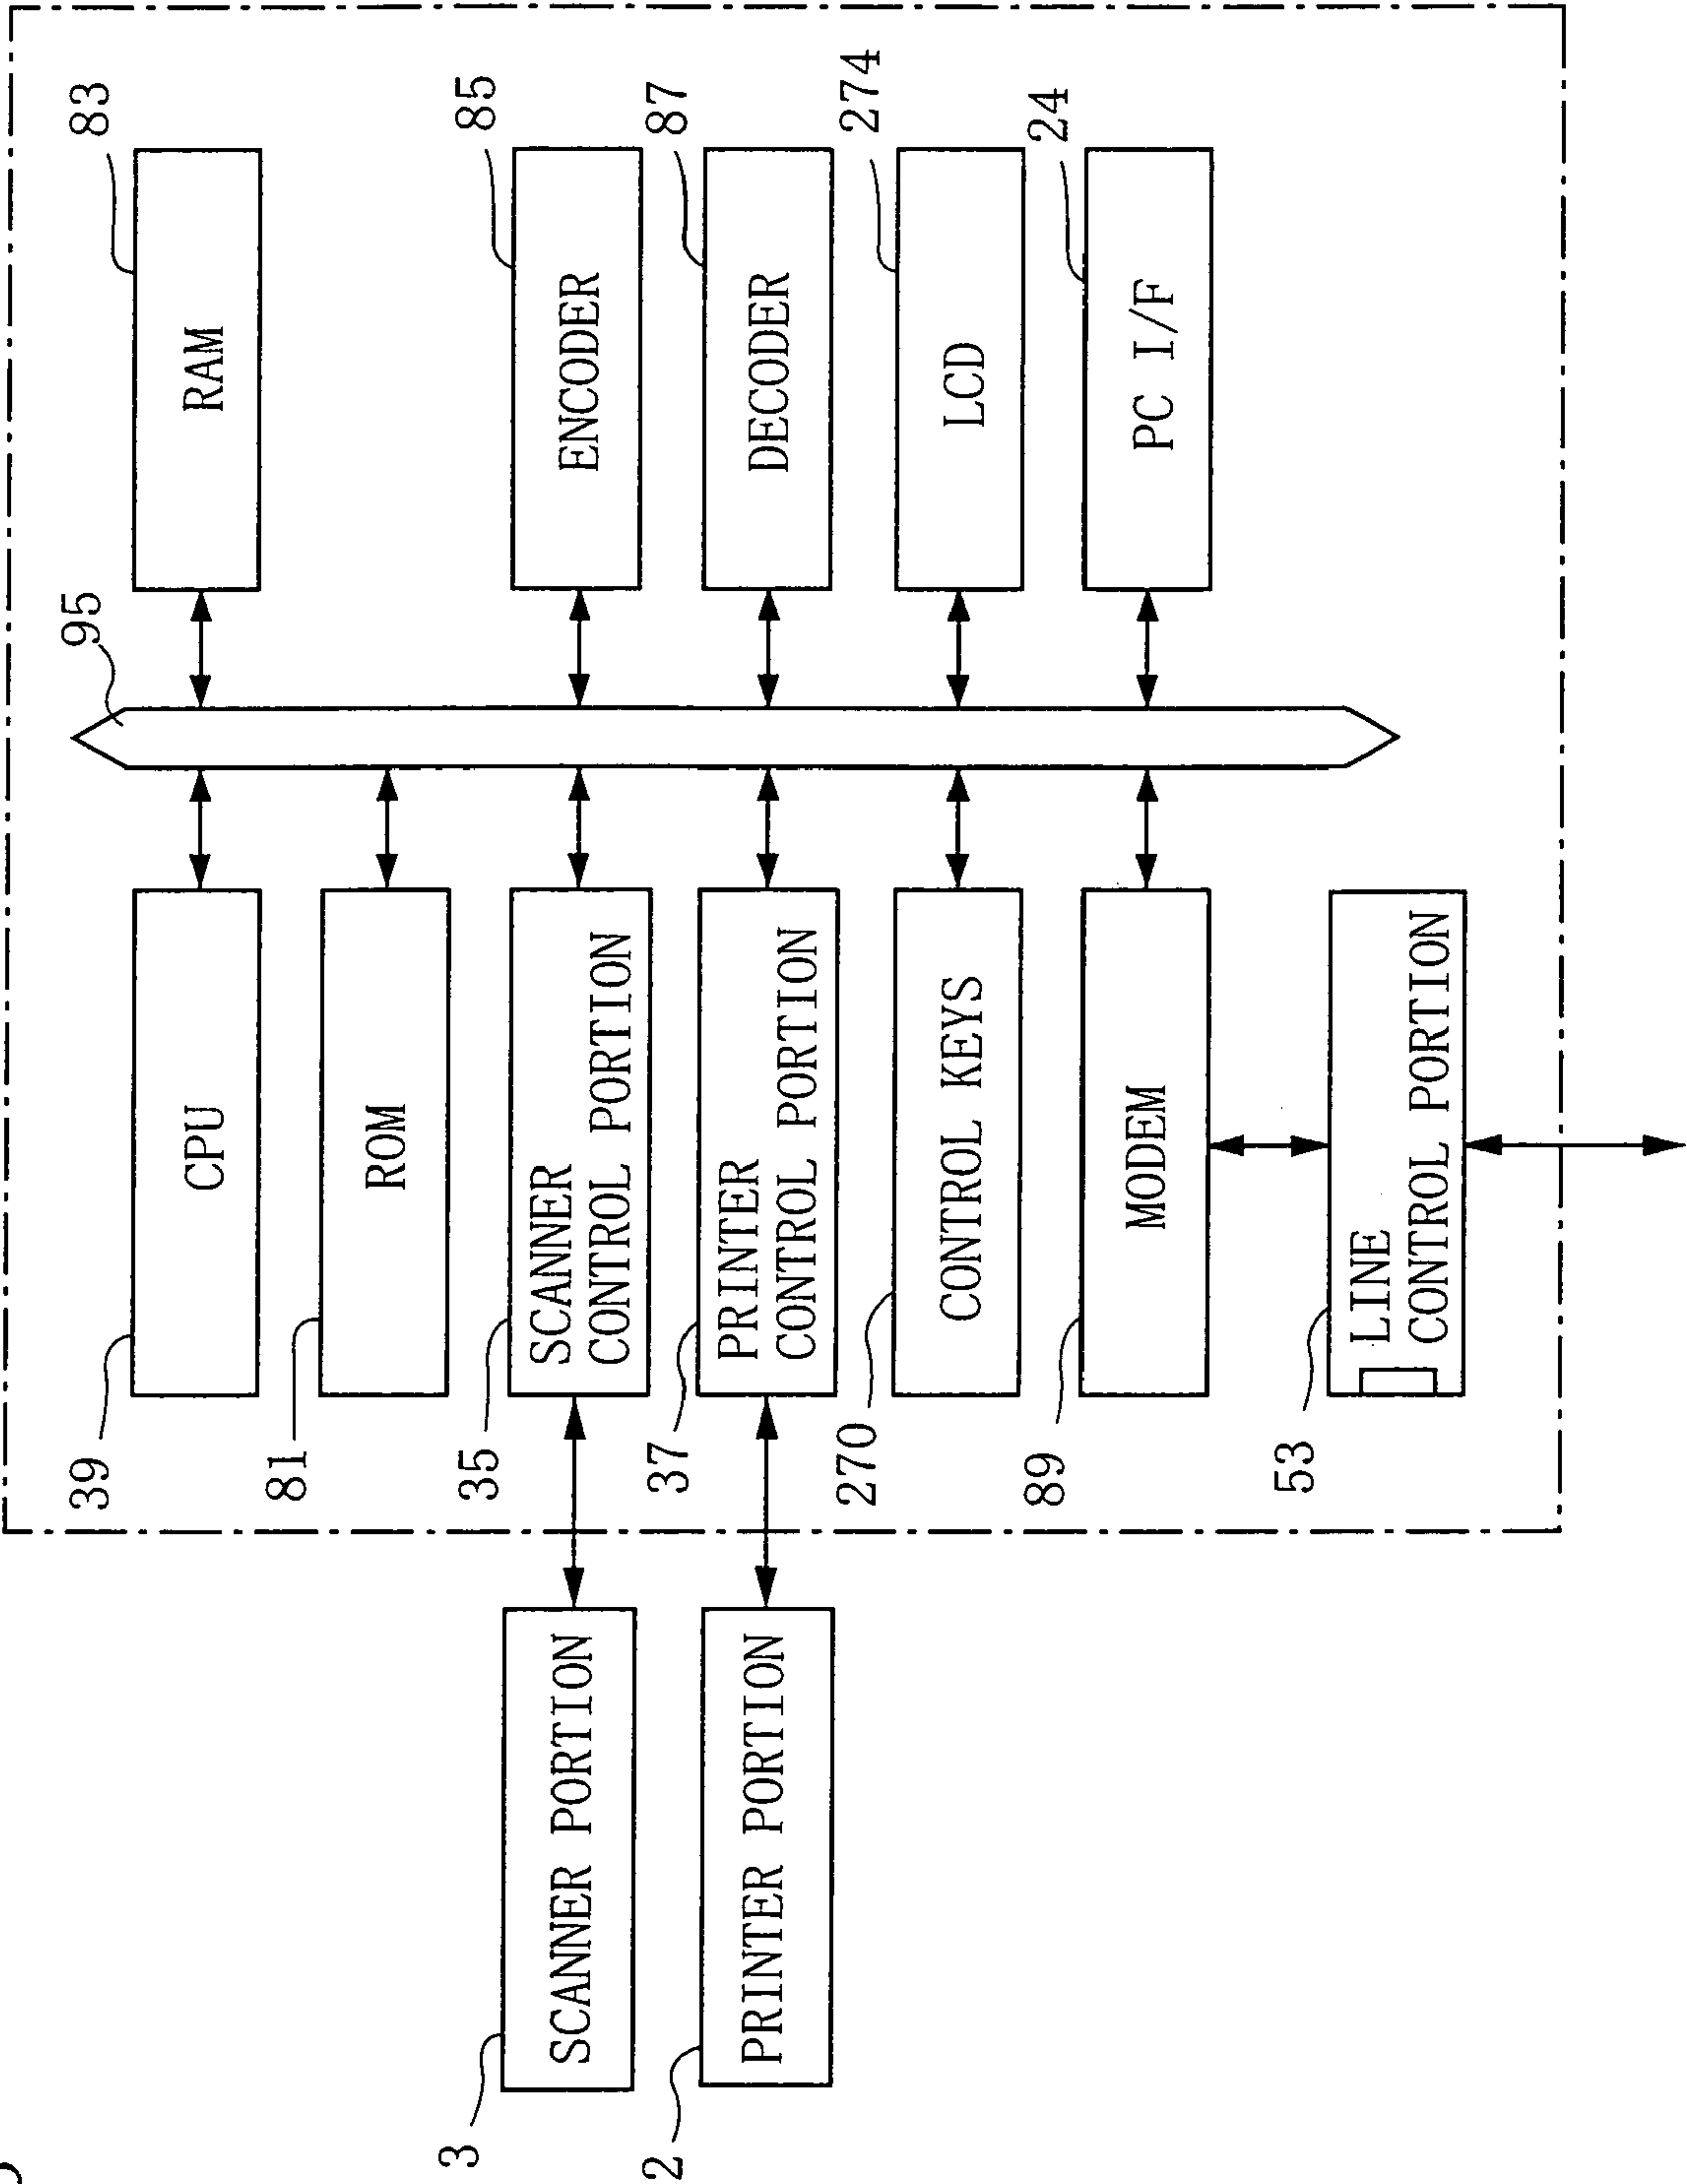 39
95
83
CPU
RAM
81
ROM
3
35
85
SCANNER PORTION
SCANNER
CONTROL PORTION
ENCODER
2
37
87
PRINTER PORTION
PRINTER
CONTROL PORTION
DECODER
270
274
CONTROL KEYS
LCD
89
24
MODEM
PC I/F
53
LINE
CONTROL PORTION